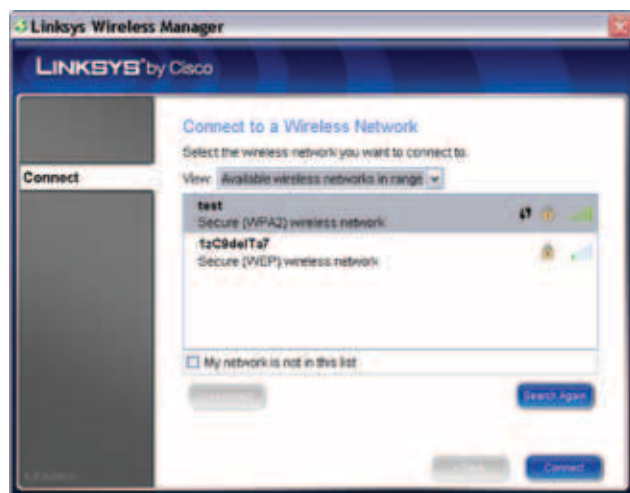 Linksys Wireless Manager
LINKSYS by Cisco
Connect to a Wireless Network
Select the wireless network you want to connect to.
Connect
View: Available wireless networks in range
test
Secure (WPA2) wireless network
Secure (WEP) wireless network
My network is not in this list
Search Again
Connect